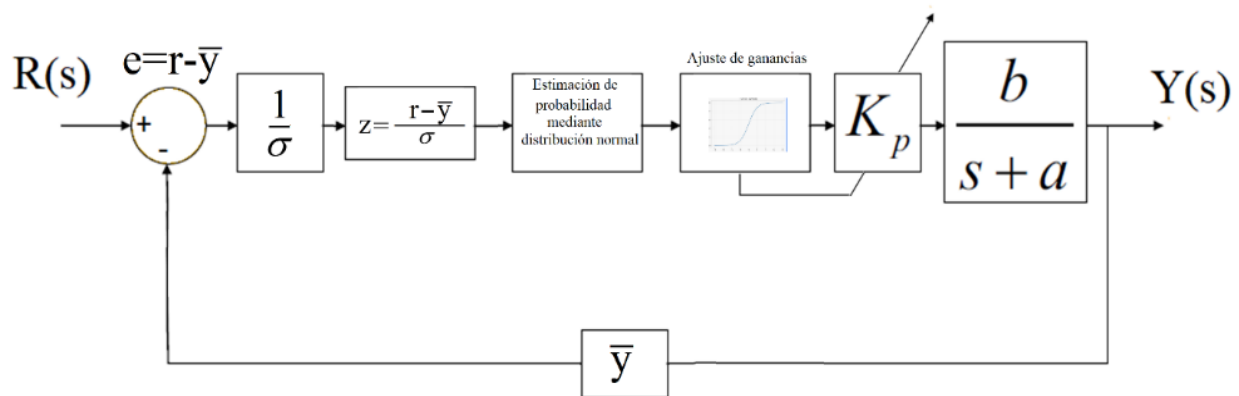 e=r-y̅
R(s)
+
-
1
σ
z= r-y̅
σ
Estimación de
probabilidad
mediante
distribución normal
Ajuste de ganancias
K p
b
s + a
Y(s)
y̅